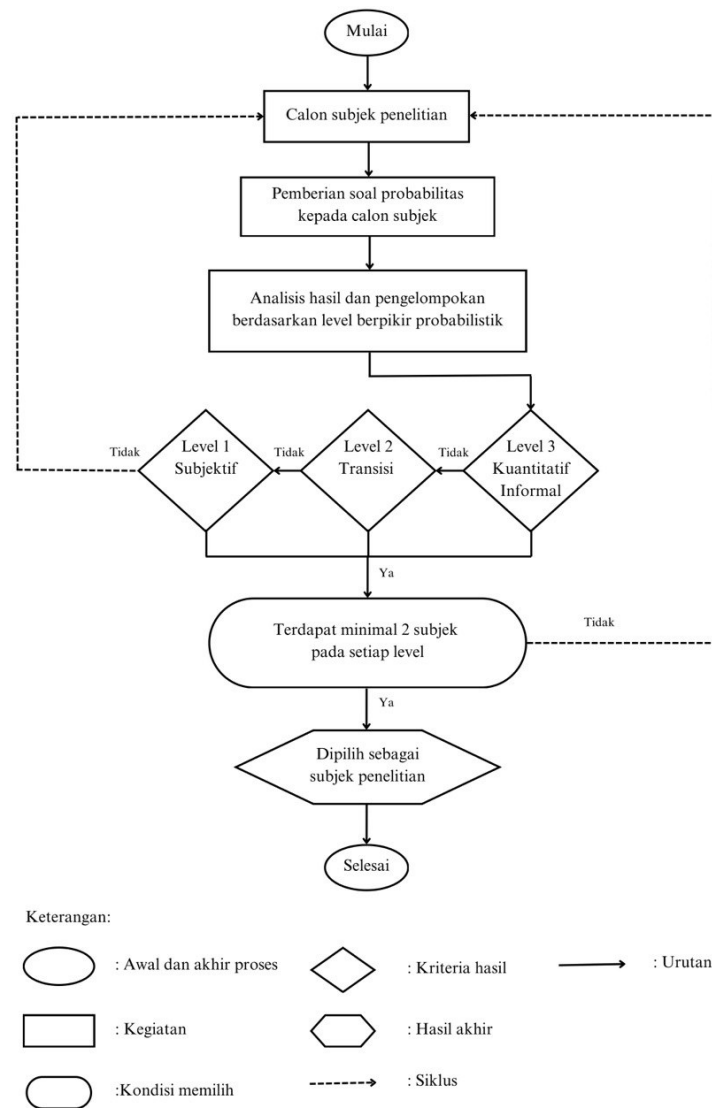 Mulai
Calon subjek penelitian
Pemberian soal probabilitas
kepada calon subjek
Analisis hasil dan pengelompokan
berdasarkan level berpikir probabilistik
Tidak
Level 1
Subjektif
Tidak
Level 2
Transisi
Tidak
Level 3
Kuantitatif
Informal
Ya
Terdapat minimal 2 subjek
pada setiap level
Tidak
Ya
Dipilih sebagai
subjek penelitian
Selesai
Keterangan:
: Awal dan akhir proses
: Kriteria hasil
: Urutan
: Kegiatan
: Hasil akhir
:Kondisi memilih
: Siklus